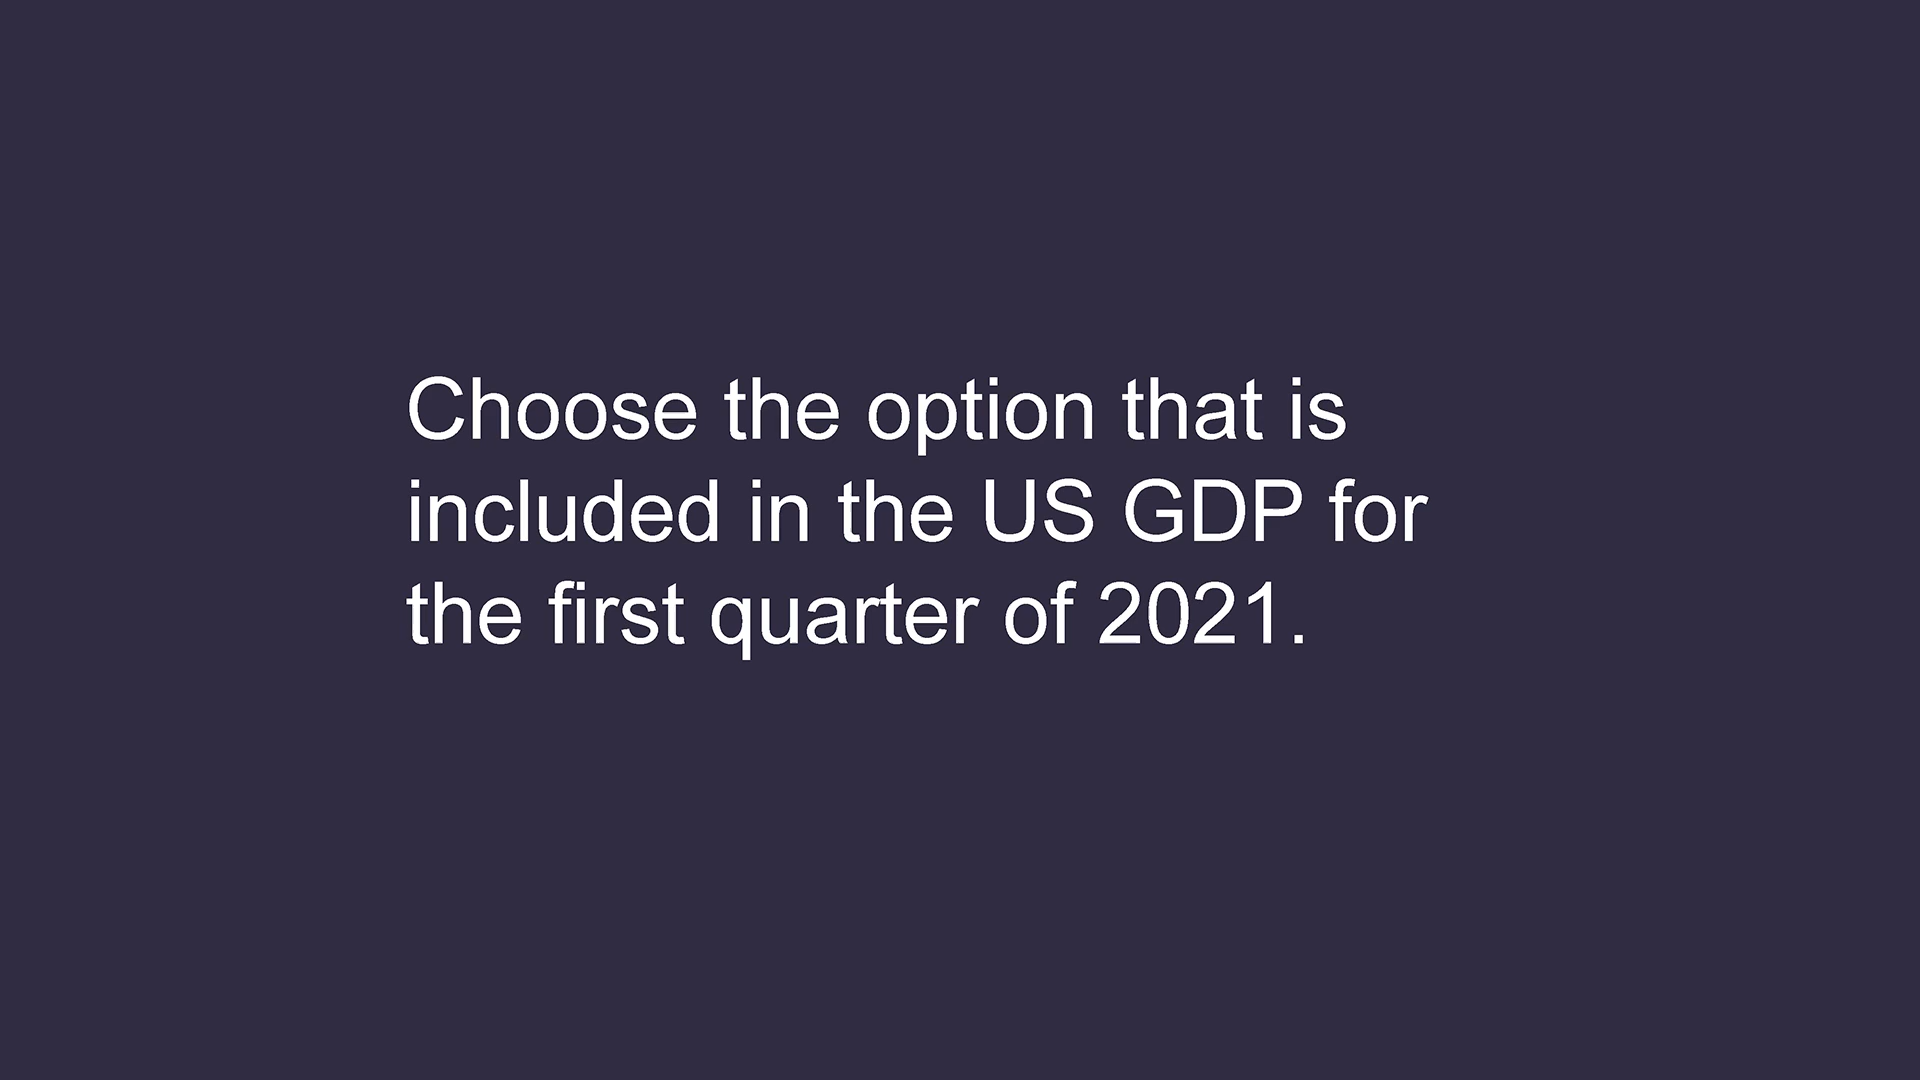 Choose the option that is
included in the US GDP for
the first quarter of 2021.